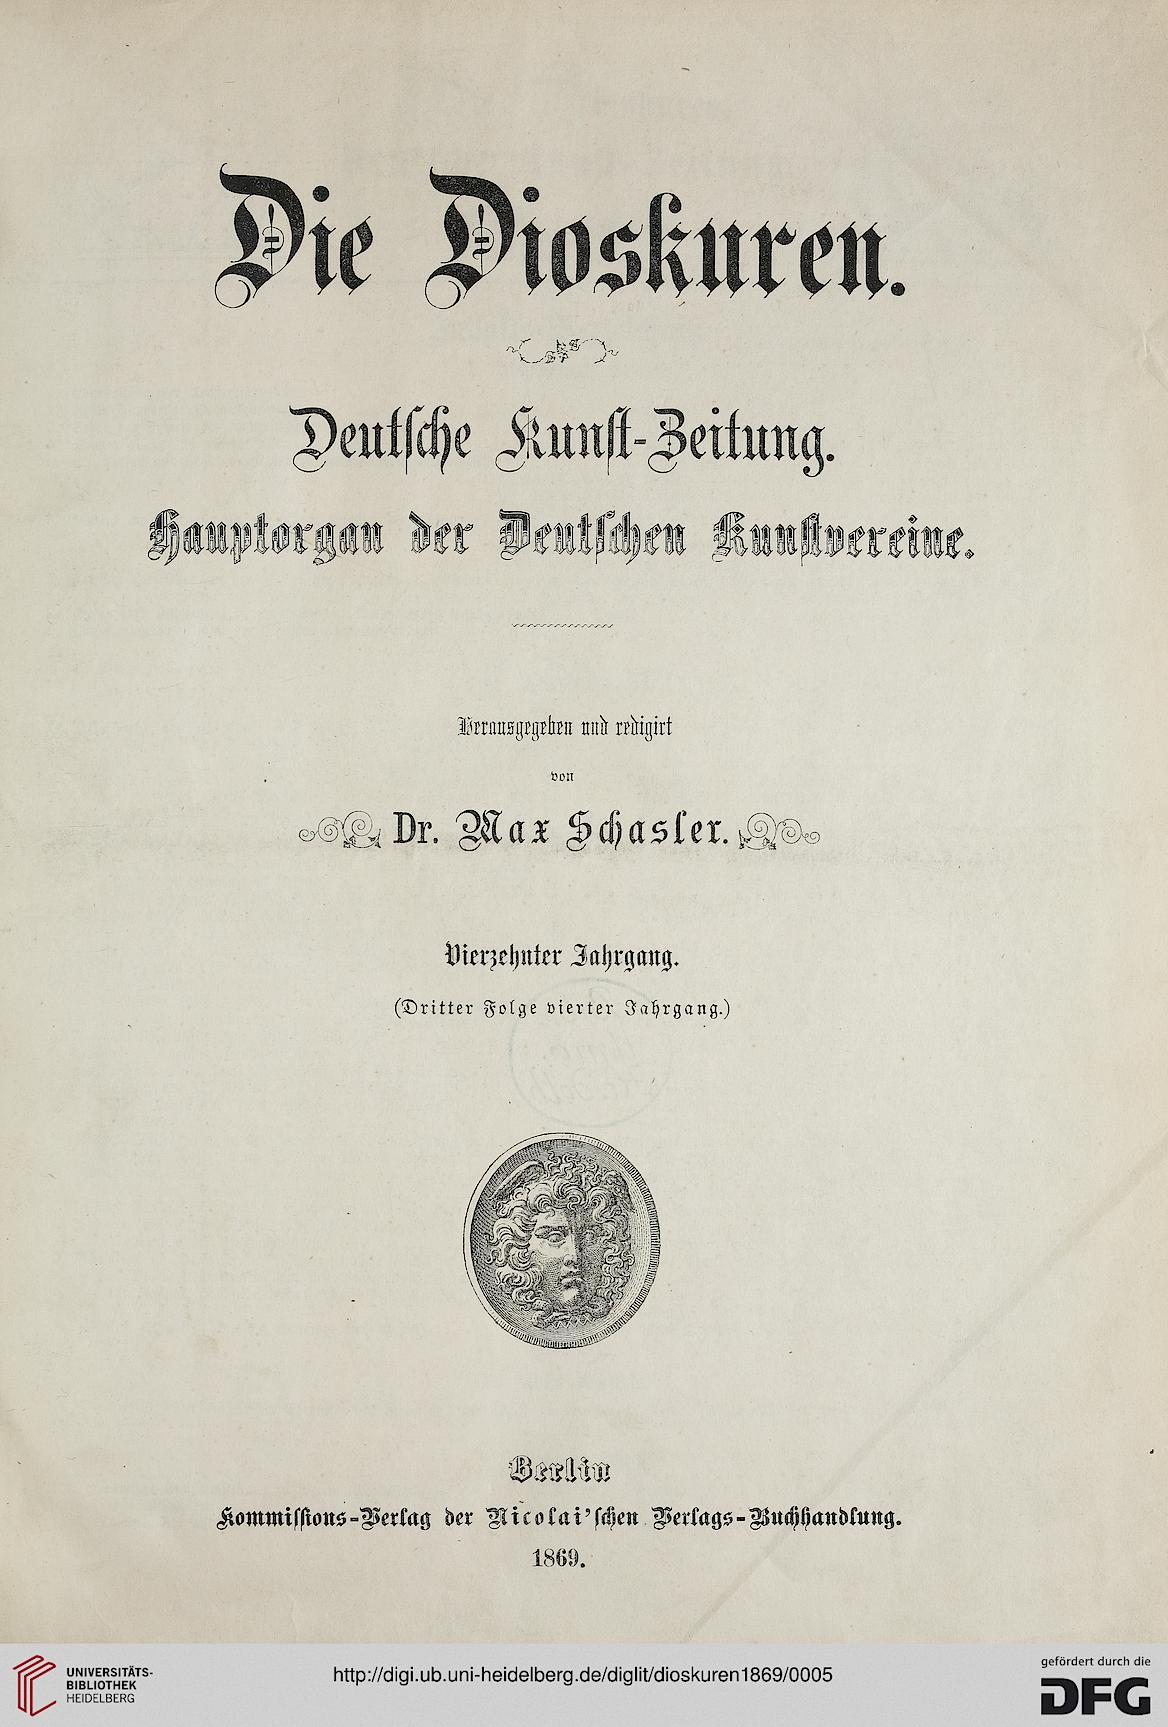 Die Dioskuren.
Deutſche Kunſt-Zeitung.
Hauptorgan der Deutſchen Kunſtvereine.
Herausgegeben und redigirt
von
Dr. Max Schasler.
Vierzehnter Jahrgang.
(Dritter Folge vierter Jahrgang.)
Berlin
Kommiſſions-Verlag der Nicolai'ſchen Verlags-Buchhandlung.
1869.
UNIVERSITÄTS-
BIBLIOTHEK
HEIDELBERG
http://digi.ub.uni-heidelberg.de/diglit/dioskuren1869/0005
gefördert durch die
DFG